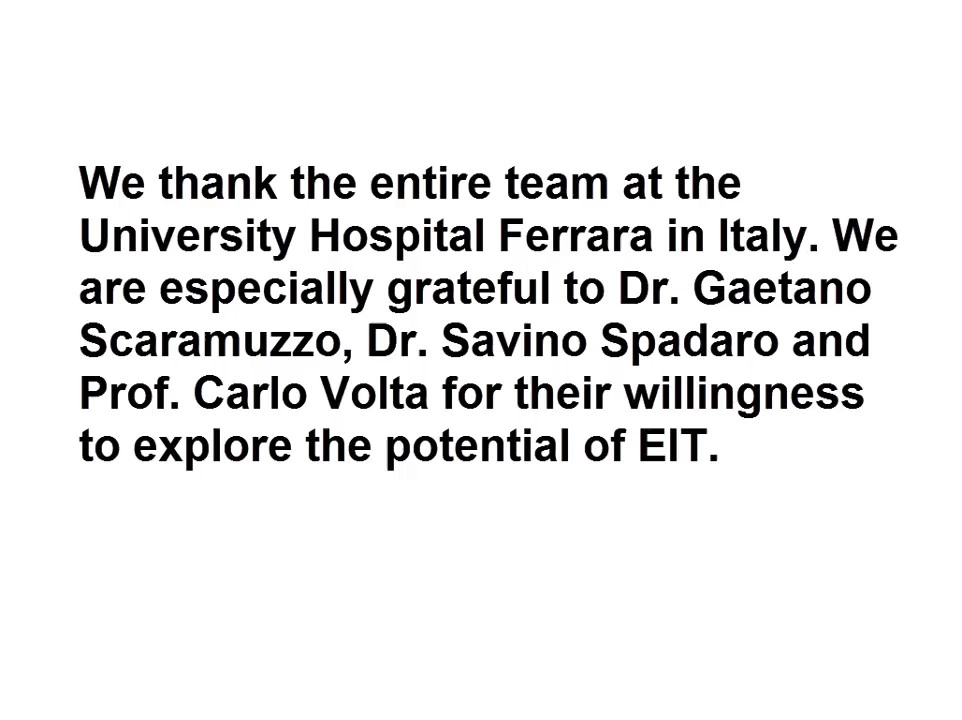 We thank the entire team at the
University Hospital Ferrara in Italy. We
are especially grateful to Dr. Gaetano
Scaramuzzo, Dr. Savino Spadaro and
Prof. Carlo Volta for their willingness
to explore the potential of EIT.